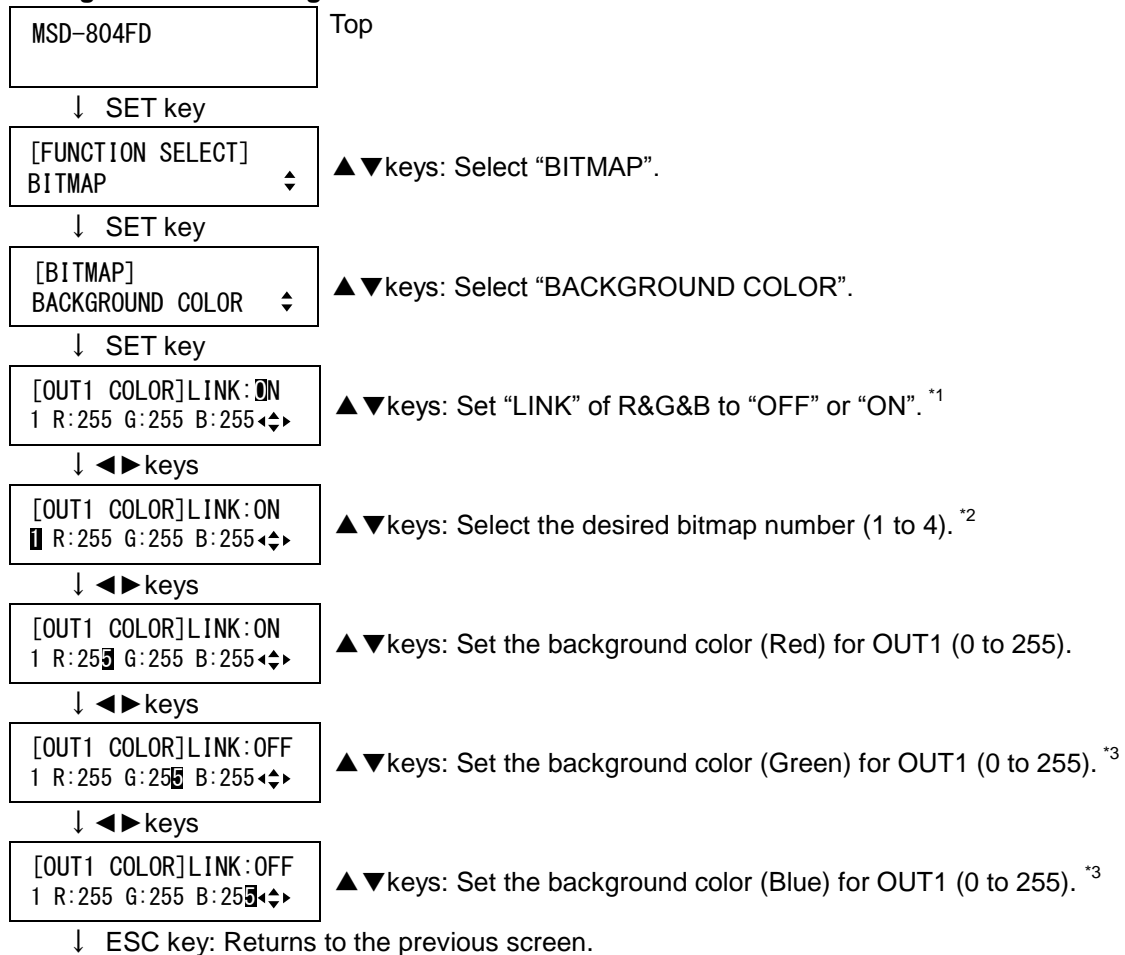 MSD-804FD
Top
↓ SET key
[FUNCTION SELECT]
BITMAP
▲▼keys: Select “BITMAP”.
↓ SET key
[BITMAP]
BACKGROUND COLOR
▲▼keys: Select “BACKGROUND COLOR”.
↓ SET key
[OUT1 COLOR]LINK:ON
1 R:255 G:255 B:255
▲▼keys: Set “LINK” of R&G&B to “OFF” or “ON”. *1
↓ ◄►keys
[OUT1 COLOR]LINK:ON
1 R:255 G:255 B:255
▲▼keys: Select the desired bitmap number (1 to 4). *2
↓ ◄►keys
[OUT1 COLOR]LINK:ON
1 R:255 G:255 B:255
▲▼keys: Set the background color (Red) for OUT1 (0 to 255).
↓ ◄►keys
[OUT1 COLOR]LINK:OFF
1 R:255 G:255 B:255
▲▼keys: Set the background color (Green) for OUT1 (0 to 255). *3
↓ ◄►keys
[OUT1 COLOR]LINK:OFF
1 R:255 G:255 B:255
▲▼keys: Set the background color (Blue) for OUT1 (0 to 255). *3
↓ ESC key: Returns to the previous screen.